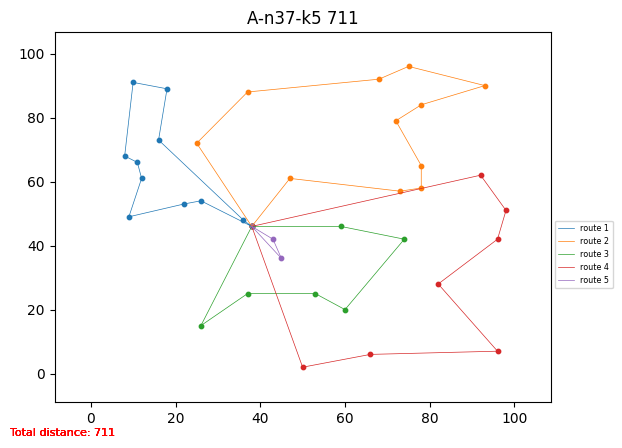 A-n37-k5 711
100
80
60
40
20
0
0 20 40 60 80 100
route 1
route 2
route 3
route 4
route 5
Total distance: 711